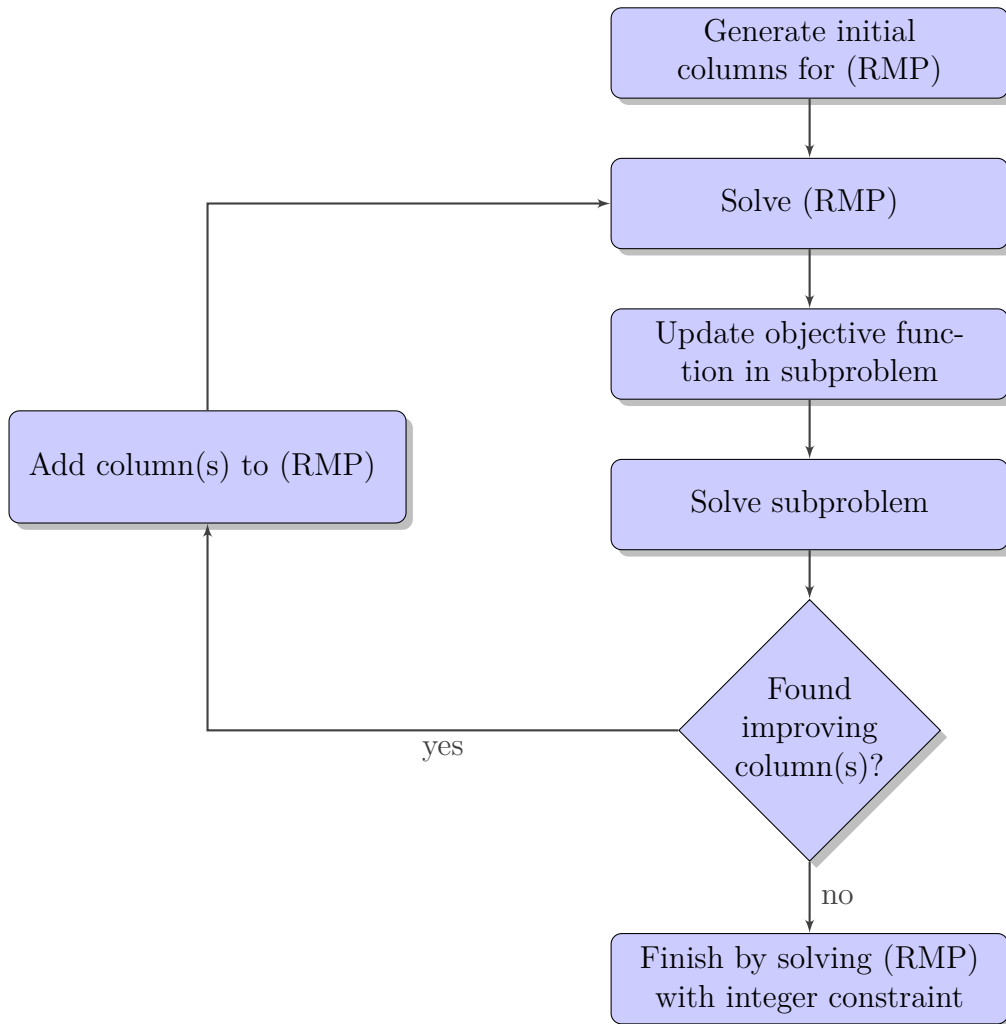 Generate initial
columns for (RMP)
Solve (RMP)
Update objective func-
tion in subproblem
Add column(s) to (RMP)
Solve subproblem
Found
improving
column(s)?
yes
no
Finish by solving (RMP)
with integer constraint